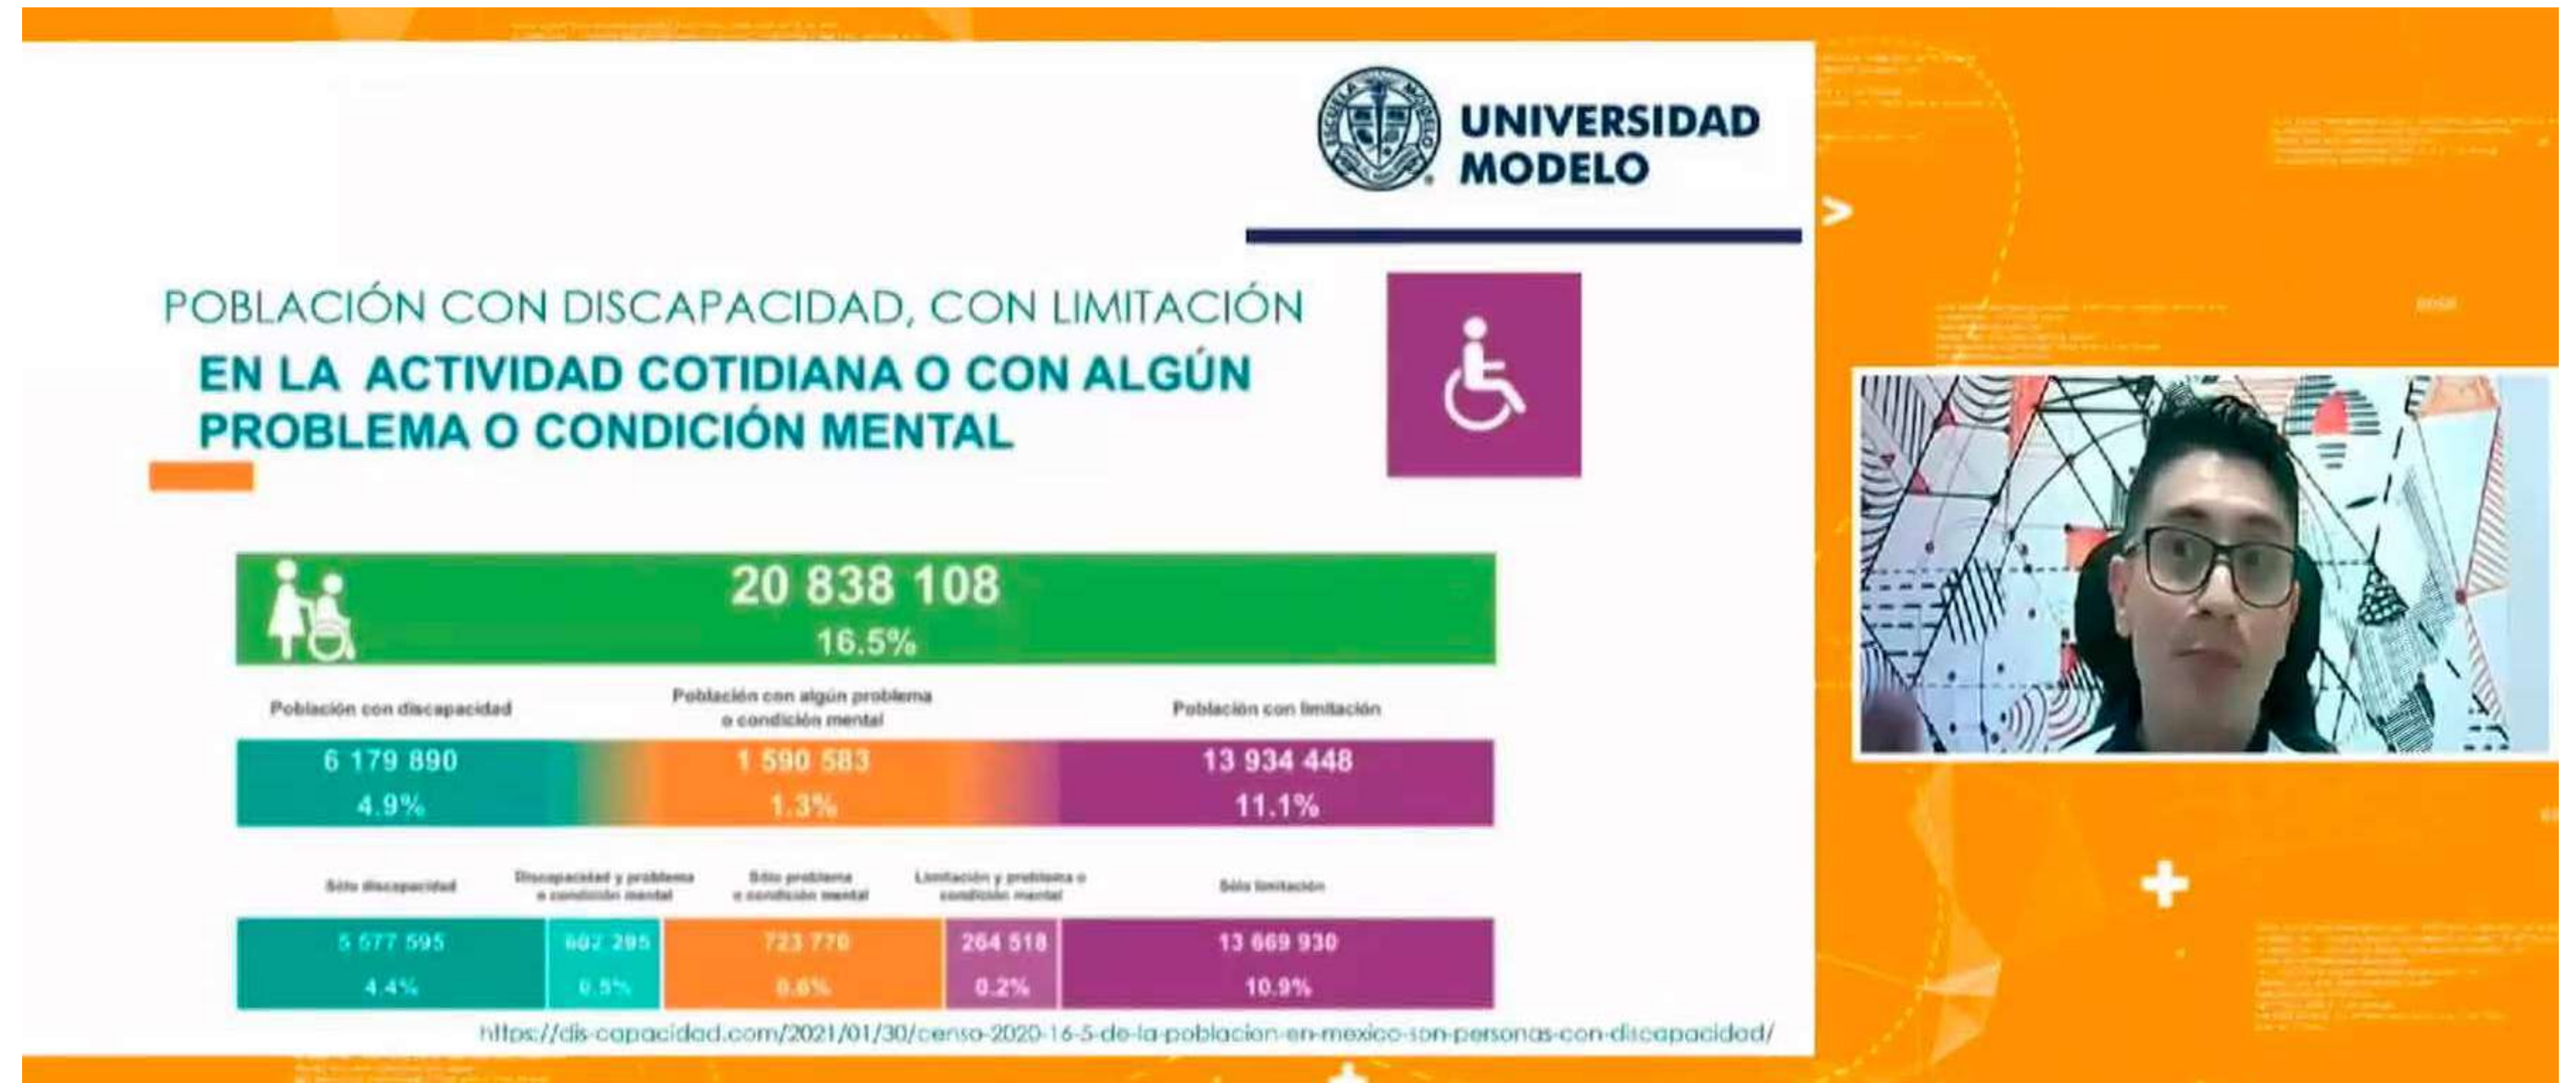 ESCUELA MODELO
UNIVERSIDAD
MODELO
POBLACIÓN CON DISCAPACIDAD, CON LIMITACIÓN
EN LA ACTIVIDAD COTIDIANA O CON ALGÚN
PROBLEMA O CONDICIÓN MENTAL
20 838 108
16.5%
Población con discapacidad
Población con algún problema
o condición mental
Población con limitación
6 179 890
4.9%
1 590 583
1.3%
13 934 448
11.1%
Sólo discapacidad
Discapacidad y problema
o condición mental
Sólo problema
o condición mental
Limitación y problema o
condición mental
Sólo limitación
5 577 595
4.4%
602 295
0.5%
723 770
0.6%
264 518
0.2%
13 669 930
10.9%
https://dis-capacidad.com/2021/01/30/censo-2020-16-5-de-la-poblacion-en-mexico-son-personas-con-discapacidad/